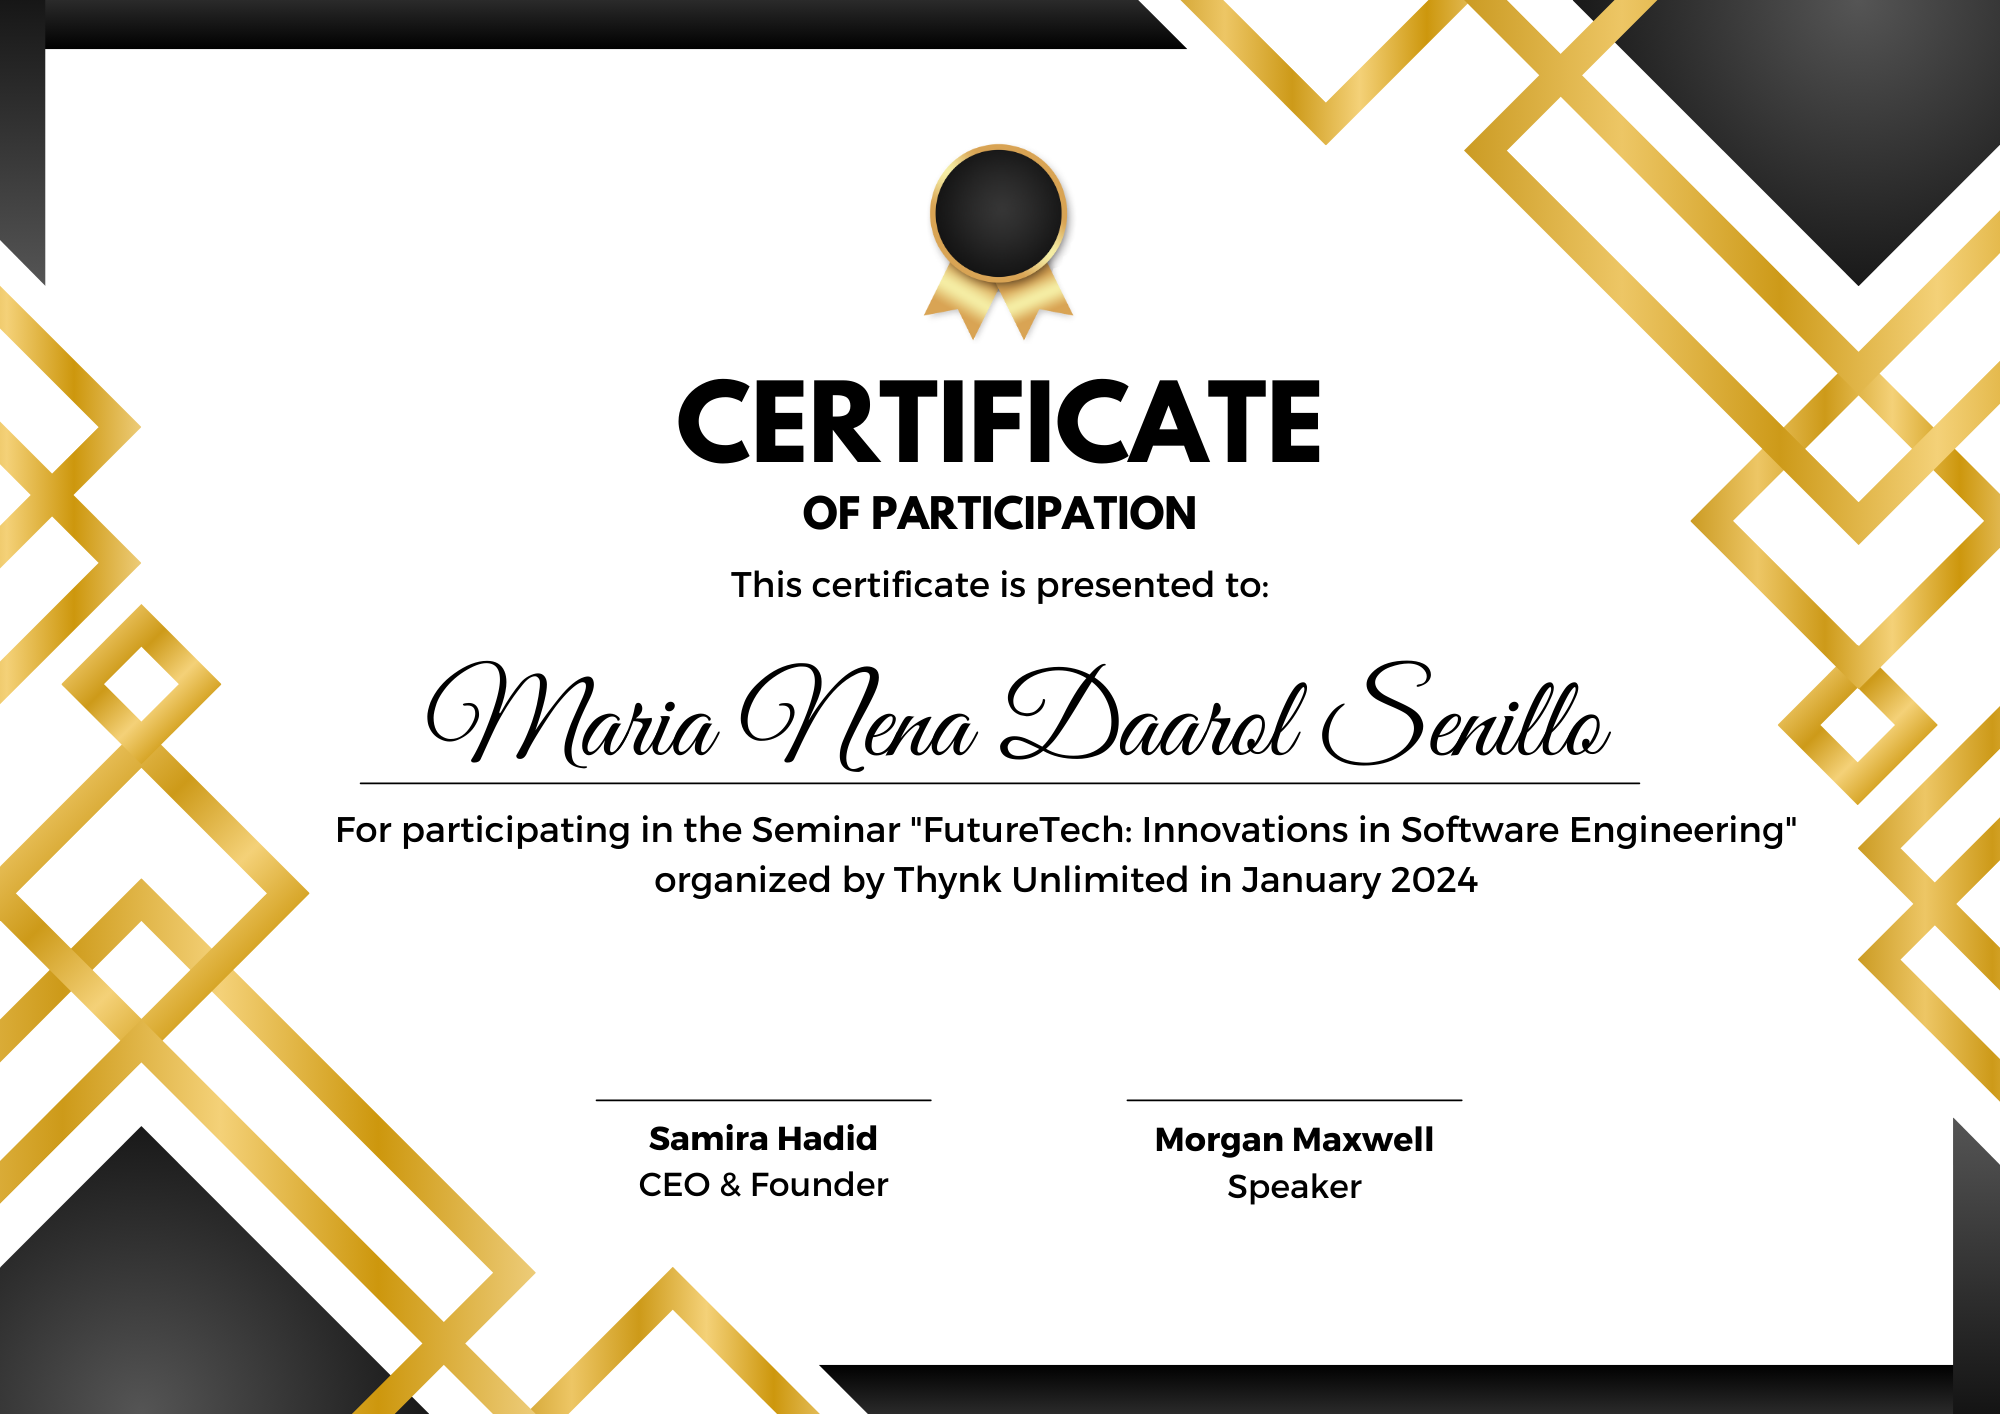 CERTIFICATE
OF PARTICIPATION
This certificate is presented to:
Maria Nena Daarol Senillo
For participating in the Seminar "FutureTech: Innovations in Software Engineering"
organized by Thynk Unlimited in January 2024
Samira Hadid
CEO & Founder
Morgan Maxwell
Speaker